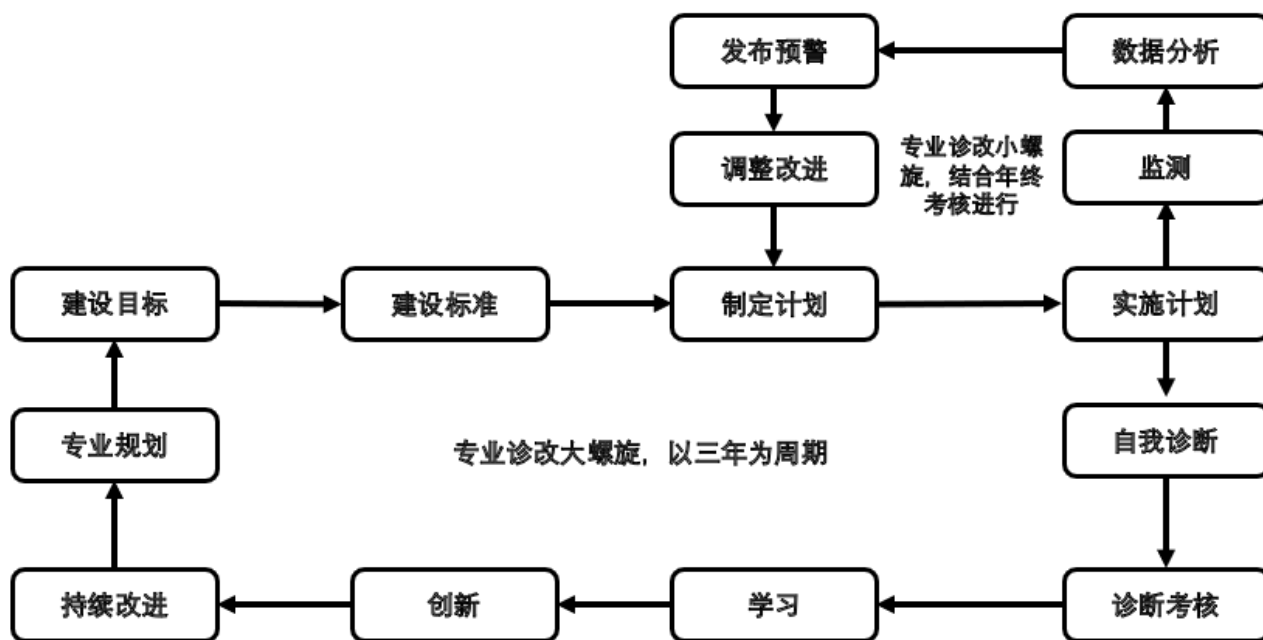 发布预警
数据分析
调整改进
专业诊改小螺
旋，结合年终
考核进行
监测
建设目标
建设标准
制定计划
实施计划
专业规划
专业诊改大螺旋，以三年为周期
自我诊断
持续改进
创新
学习
诊断考核